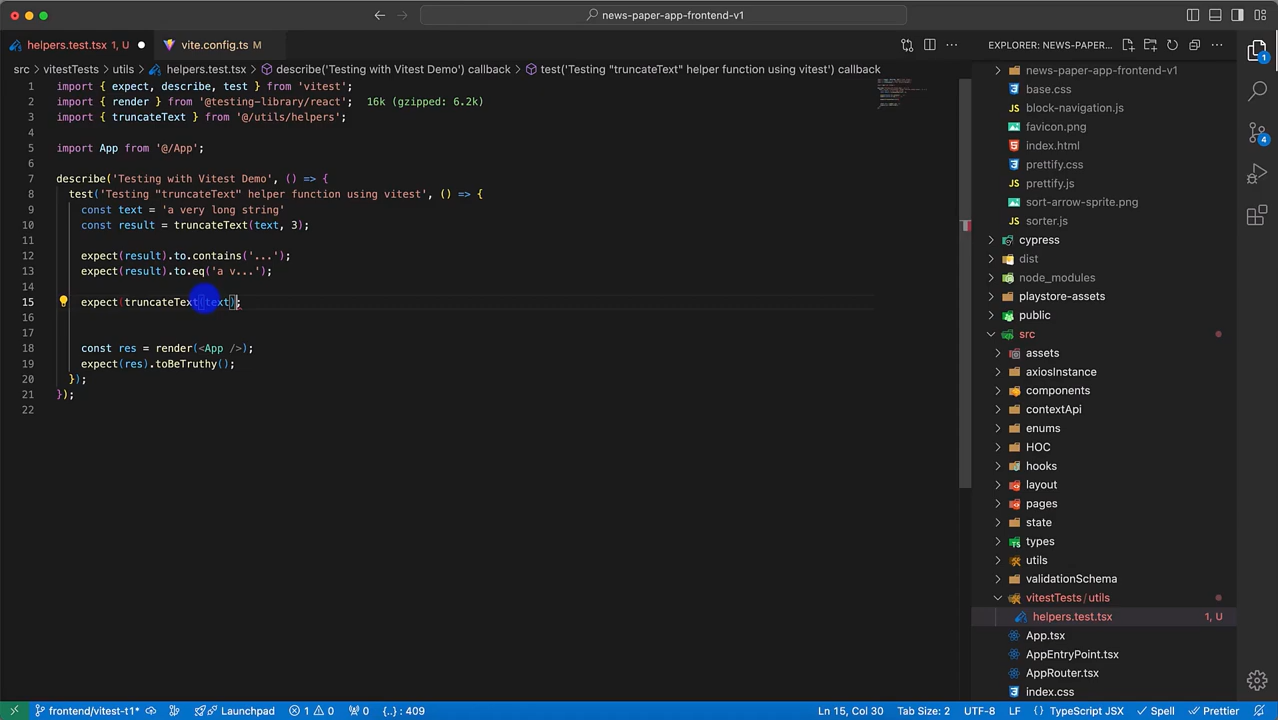 news-paper-app-frontend-v1
helpers.test.tsx 1, U
vite.config.ts M
EXPLORER: NEWS-PAPER...
src > vitestTests > utils > helpers.test.tsx > describe('Testing with Vitest Demo') callback > test('Testing "truncateText" helper function using vitest') callback
1 import { expect, describe, test } from 'vitest';
2 import { render } from '@testing-library/react'; 16k (gzipped: 6.2k)
3 import { truncateText } from '@/utils/helpers';
4
5 import App from '@/App';
6
7 describe('Testing with Vitest Demo', () => {
8 test('Testing "truncateText" helper function using vitest', () => {
9 const text = 'a very long string'
10 const result = truncateText(text, 3);
11
12 expect(result).to.contains('...');
13 expect(result).to.eq('a v...');
14
15 expect(truncateText(text);
16
17
18 const res = render(<App />);
19 expect(res).toBeTruthy();
20 });
21 });
22
news-paper-app-frontend-v1
base.css
JS block-navigation.js
favicon.png
index.html
prettify.css
JS prettify.js
sort-arrow-sprite.png
JS sorter.js
cypress
dist
node_modules
playstore-assets
public
src
assets
axiosInstance
components
contextApi
enums
HOC
hooks
layout
pages
state
types
utils
validationSchema
vitestTests / utils
helpers.test.tsx 1, U
App.tsx
AppEntryPoint.tsx
AppRouter.tsx
index.css
1
4
frontend/vitest-t1* Launchpad 1 0 0 {..} : 409
Ln 15, Col 30 Tab Size: 2 UTF-8 LF TypeScript JSX Spell Prettier